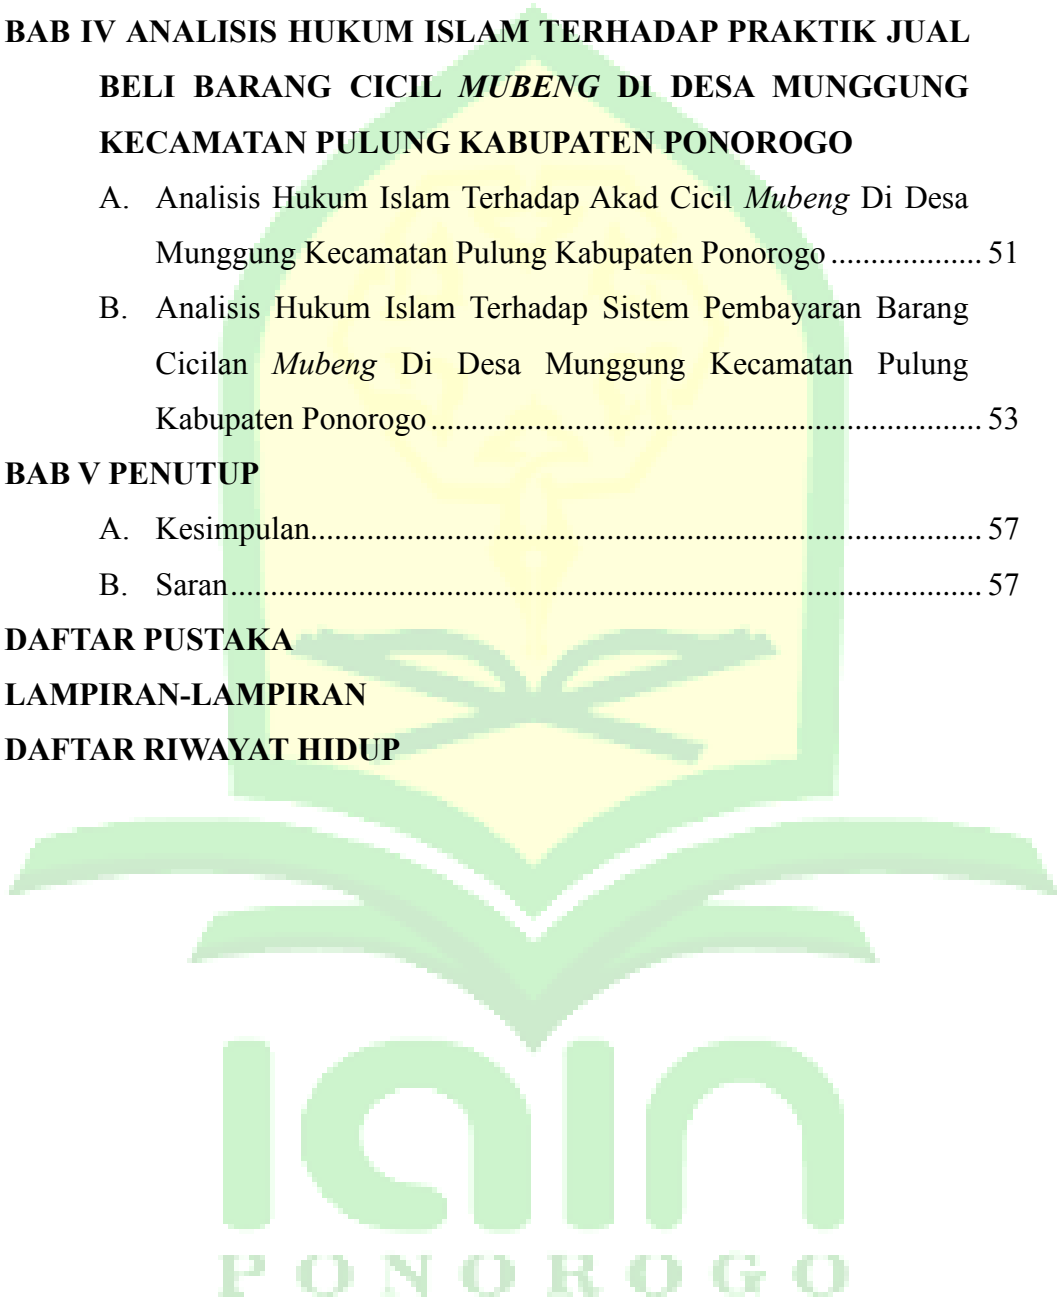 BAB IV ANALISIS HUKUM ISLAM TERHADAP PRAKTIK JUAL
BELI BARANG CICIL MUBENG DI DESA MUNGGUNG
KECAMATAN PULUNG KABUPATEN PONOROGO
A. Analisis Hukum Islam Terhadap Akad Cicil Mubeng Di Desa
Munggung Kecamatan Pulung Kabupaten Ponorogo ................... 51
B. Analisis Hukum Islam Terhadap Sistem Pembayaran Barang
Cicilan Mubeng Di Desa Munggung Kecamatan Pulung
Kabupaten Ponorogo ..................................................................... 53
BAB V PENUTUP
A. Kesimpulan.................................................................................... 57
B. Saran .............................................................................................. 57
DAFTAR PUSTAKA
LAMPIRAN-LAMPIRAN
DAFTAR RIWAYAT HIDUP
iain
PONOROGO